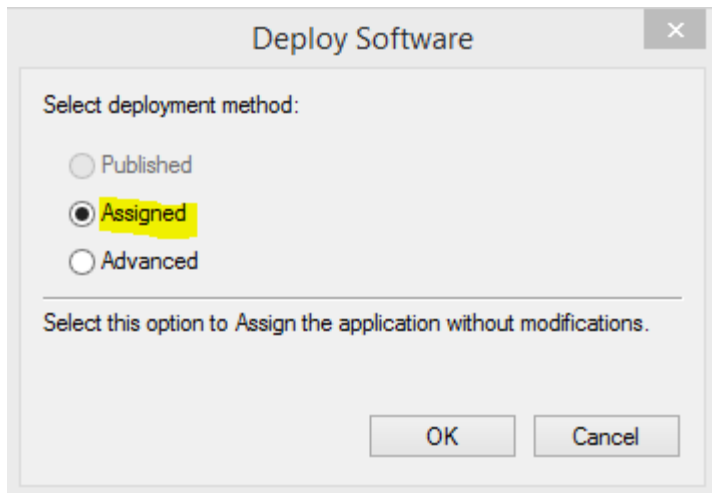 Deploy Software
Select deployment method:
Published
Assigned
Advanced
Select this option to Assign the application without modifications.
OK
Cancel